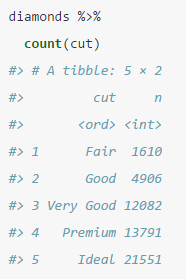 diamonds %>%
  count(cut)
#> # A tibble: 5 × 2
#>         cut     n
#>       <ord> <int>
#> 1      Fair  1610
#> 2      Good  4906
#> 3 Very Good 12082
#> 4   Premium 13791
#> 5     Ideal 21551